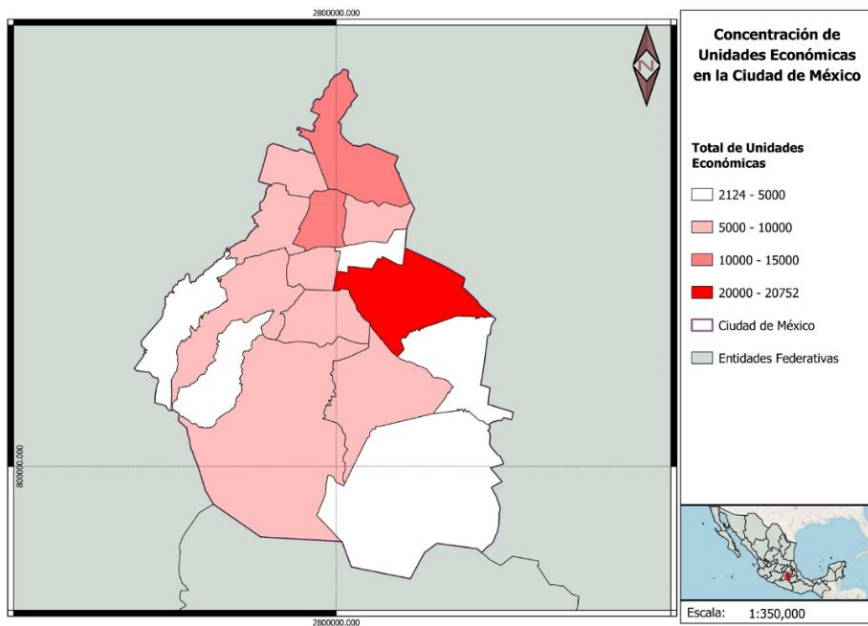 2800000.000
Concentración de
Unidades Económicas
en la Ciudad de México
N
Total de Unidades
Económicas
2124 - 5000
5000 - 10000
10000 - 15000
20000 - 20752
Ciudad de México
Entidades Federativas
800000.000
2800000.000
Escala: 1:350,000